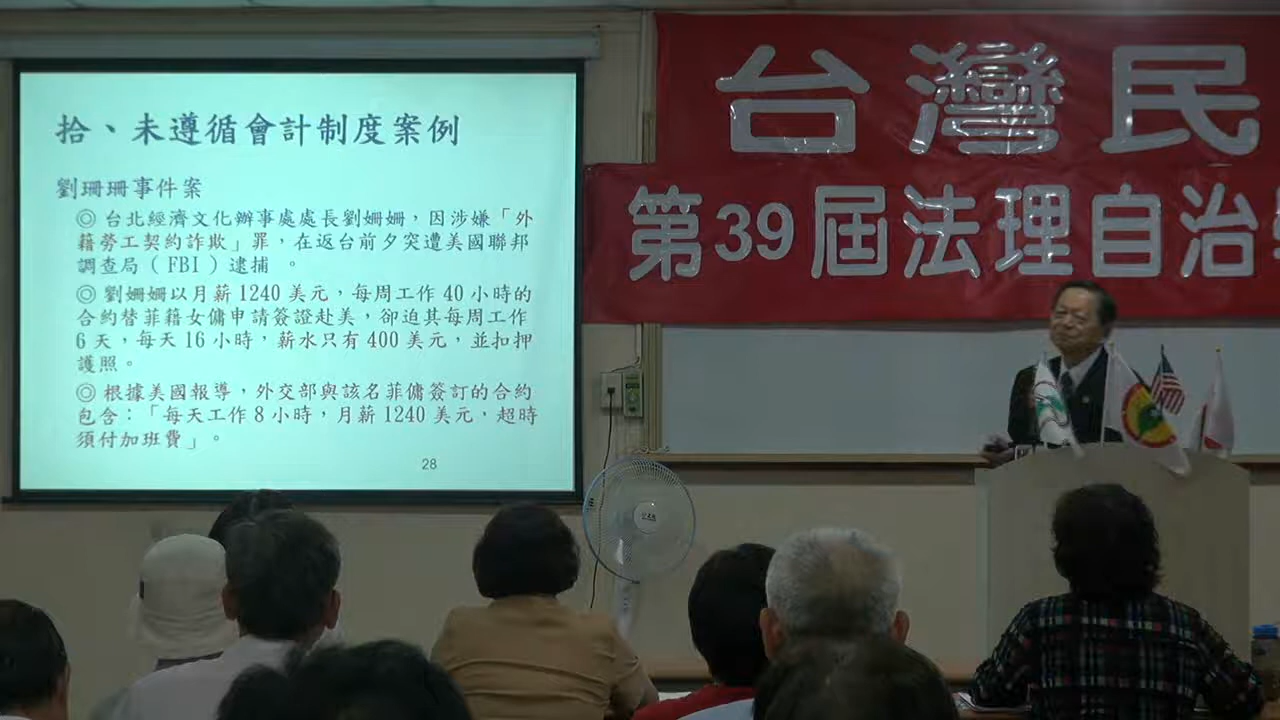 拾、未遵循會計制度案例
劉珊珊事件案
◎ 台北經濟文化辦事處處長劉姍姍，因涉嫌「外
籍勞工契約詐欺」罪，在返台前夕突遭美國聯邦
調查局（FBI）逮捕 。
◎ 劉姍姍以月薪1240 美元，每周工作 40 小時的
合約替菲籍女傭申請簽證赴美，卻迫其每周工作
6 天，每天 16 小時，薪水只有 400 美元，並扣押
護照。
◎ 根據美國報導，外交部與該名菲傭簽訂的合約
包含：「每天工作 8 小時，月薪 1240 美元，超時
須付加班費」。
28
台灣民
第39屆法理自治